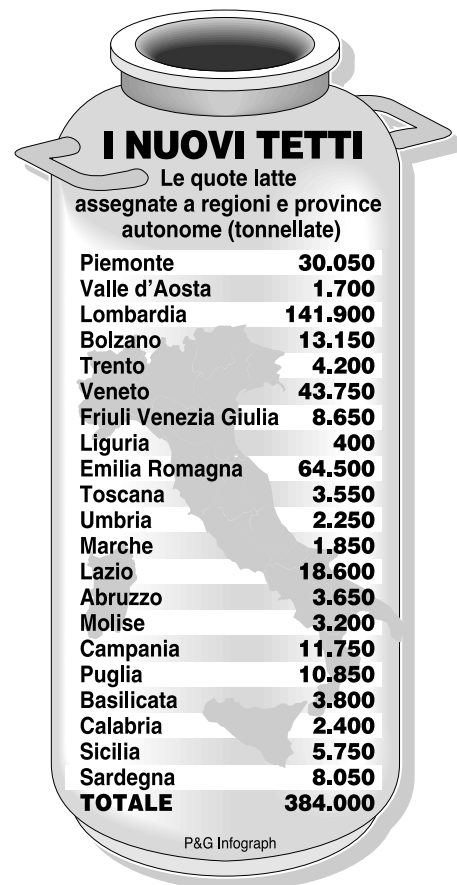 I NUOVI TETTI
Le quote latte
assegnate a regioni e province
autonome (tonnellate)
Piemonte 30.050
Valle d'Aosta 1.700
Lombardia 141.900
Bolzano 13.150
Trento 4.200
Veneto 43.750
Friuli Venezia Giulia 8.650
Liguria 400
Emilia Romagna 64.500
Toscana 3.550
Umbria 2.250
Marche 1.850
Lazio 18.600
Abruzzo 3.650
Molise 3.200
Campania 11.750
Puglia 10.850
Basilicata 3.800
Calabria 2.400
Sicilia 5.750
Sardegna 8.050
TOTALE 384.000
P&G Infograph